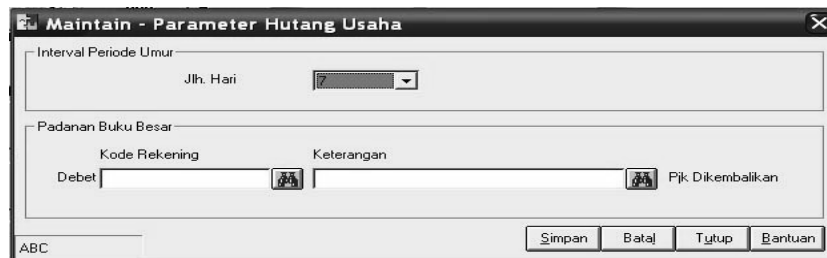 Maintain - Parameter Hutang Usaha
Interval Periode Umur
Jlh. Hari 7
Padanan Buku Besar
Kode Rekening Keterangan
Debet Pjk Dikembalikan
Simpan Batal Tutup Bantuan
ABC